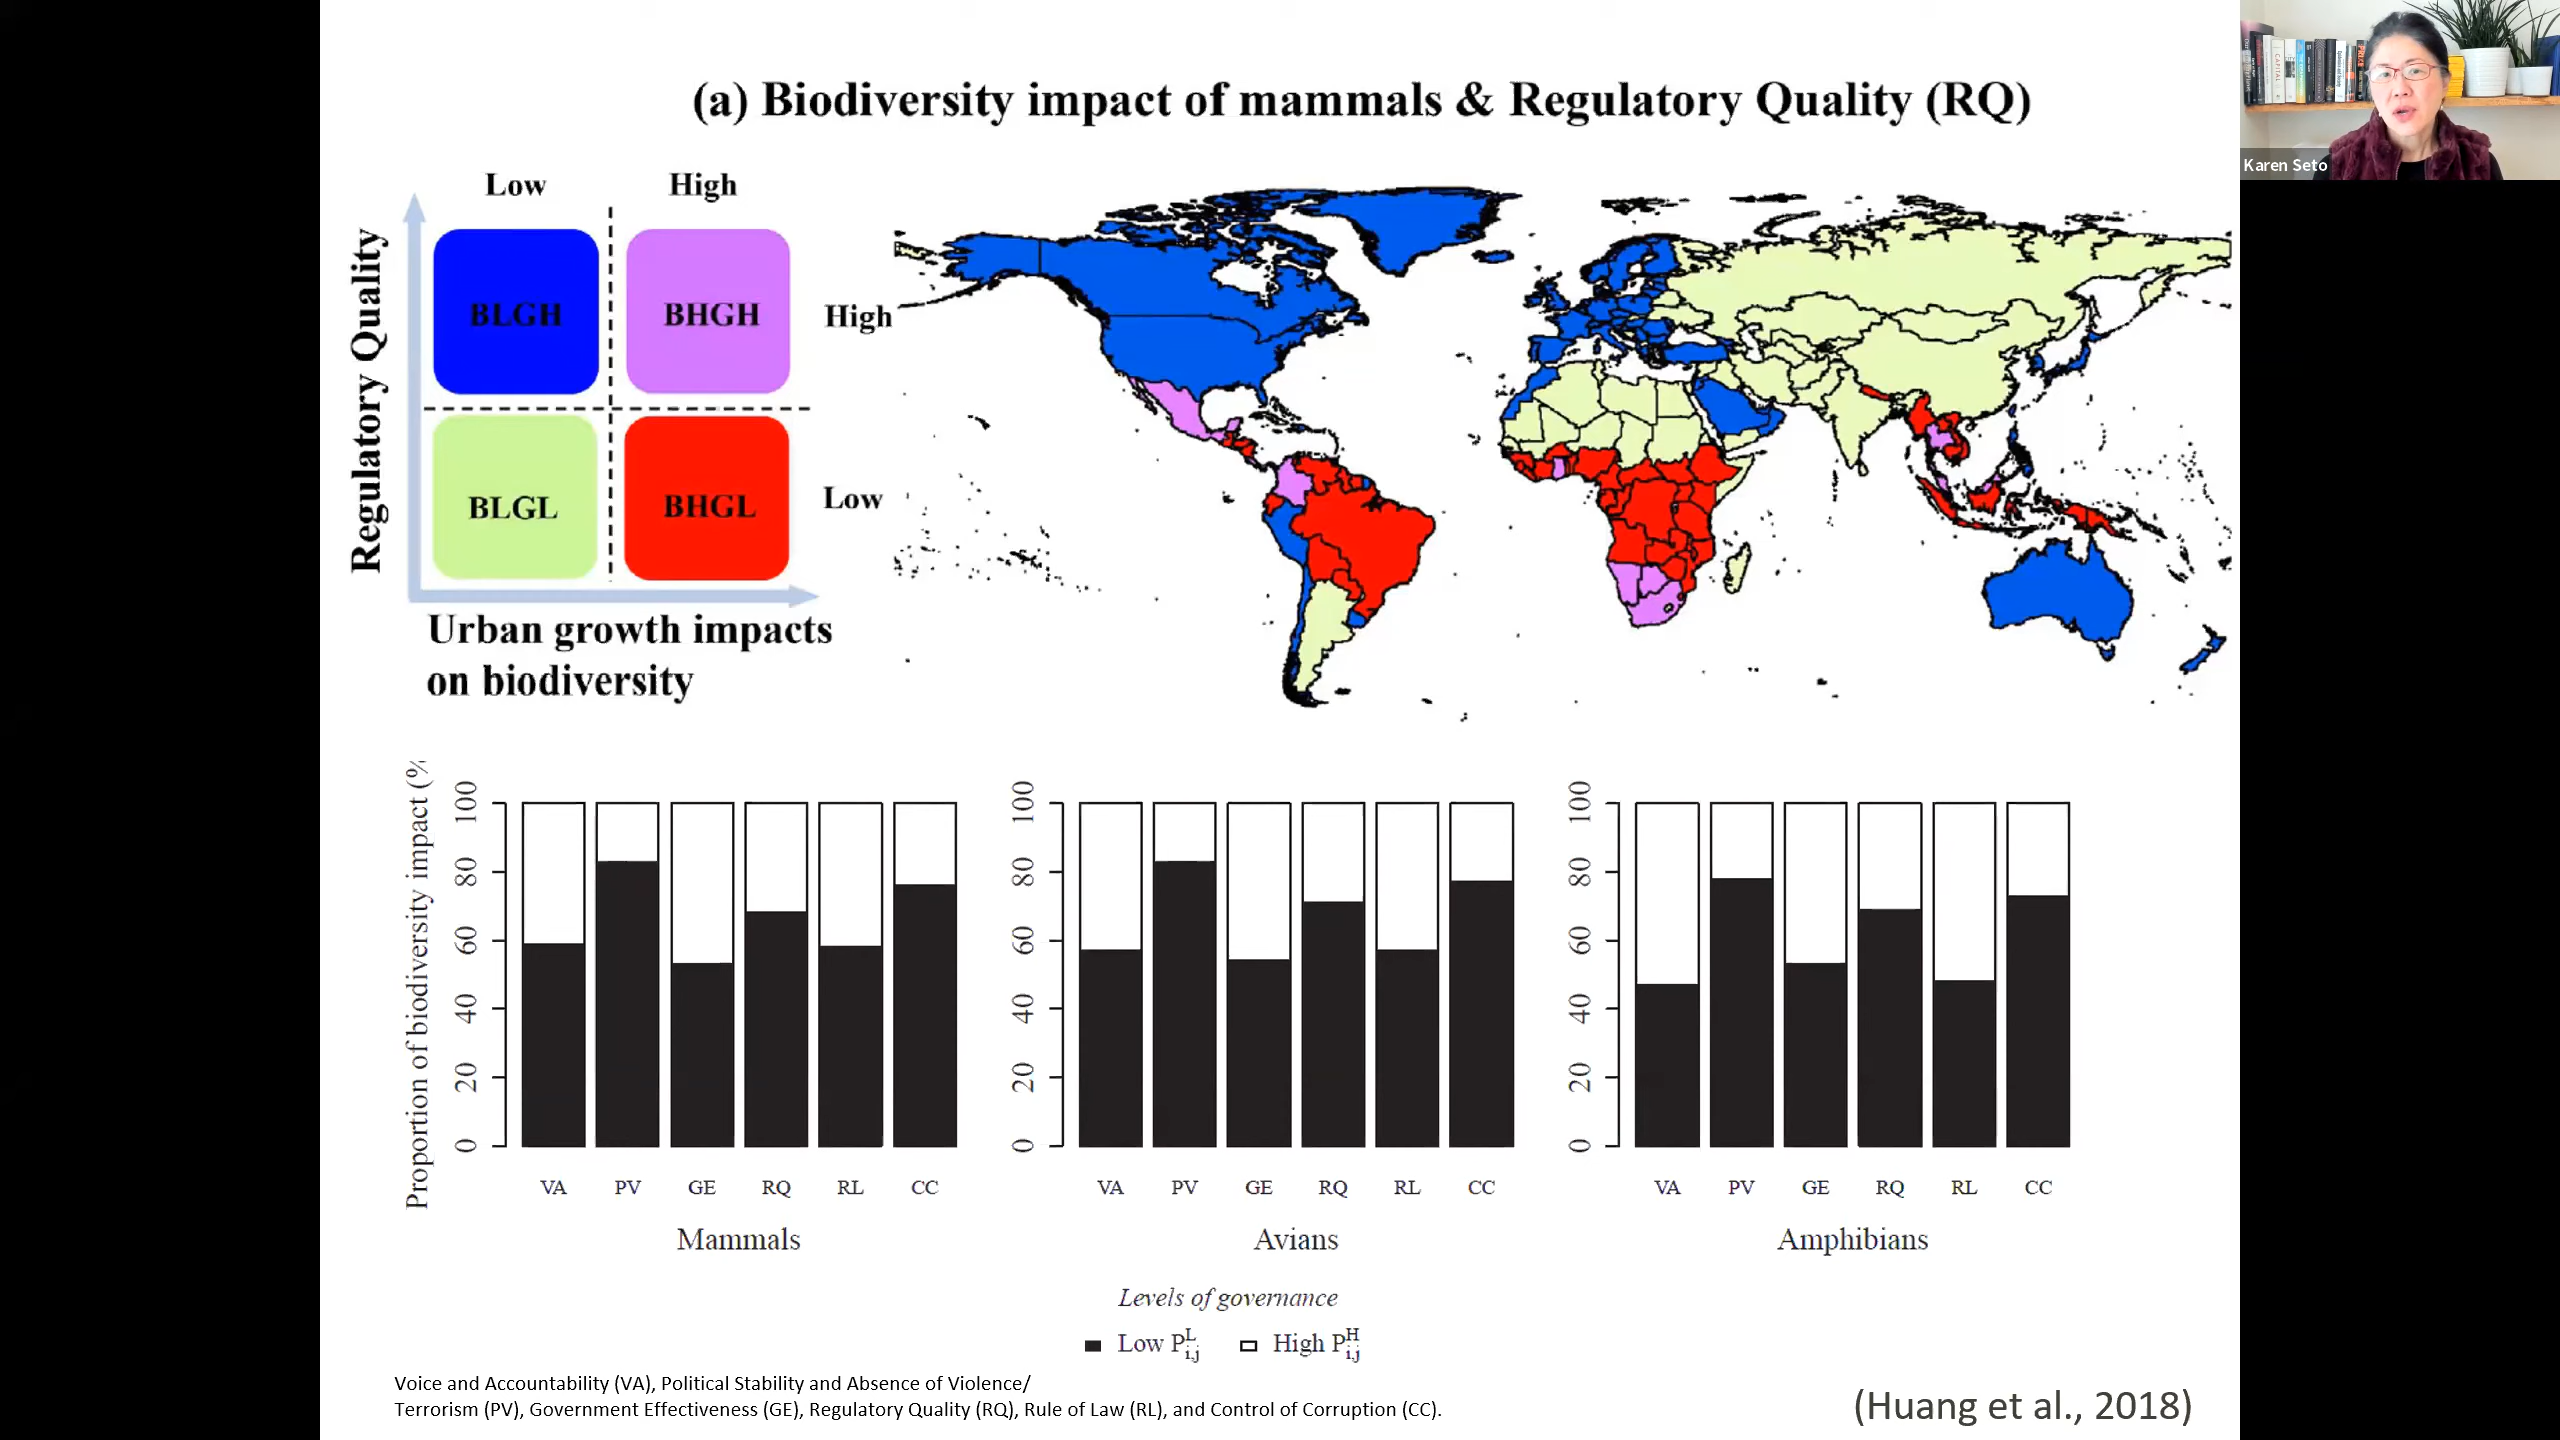 (a) Biodiversity impact of mammals & Regulatory Quality (RQ)
Karen Seto
Low
High
Regulatory Quality
BLGH
BHGH
High
BLGL
BHGL
Low
Urban growth impacts
on biodiversity
Proportion of biodiversity impact (%
0 20 40 60 80 100
VA PV GE RQ RL CC
Mammals
0 20 40 60 80 100
VA PV GE RQ RL CC
Avians
0 20 40 60 80 100
VA PV GE RQ RL CC
Amphibians
Levels of governance
Low P^L_i,j High P^H_i,j
Voice and Accountability (VA), Political Stability and Absence of Violence/
Terrorism (PV), Government Effectiveness (GE), Regulatory Quality (RQ), Rule of Law (RL), and Control of Corruption (CC).
(Huang et al., 2018)